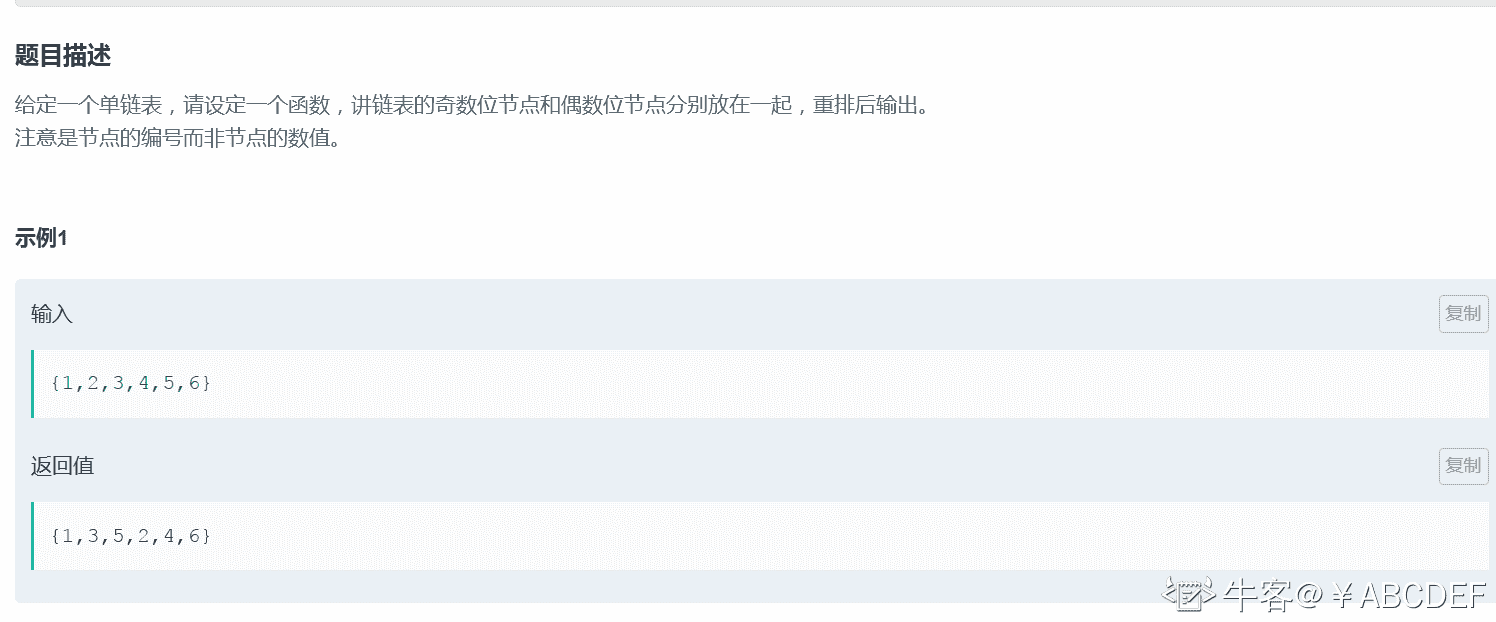 题目描述
给定一个单链表，请设定一个函数，讲链表的奇数位节点和偶数位节点分别放在一起，重排后输出。
注意是节点的编号而非节点的数值。
示例1
输入
复制
{1,2,3,4,5,6}
返回值
复制
{1,3,5,2,4,6}
牛客@￥ABCDEF